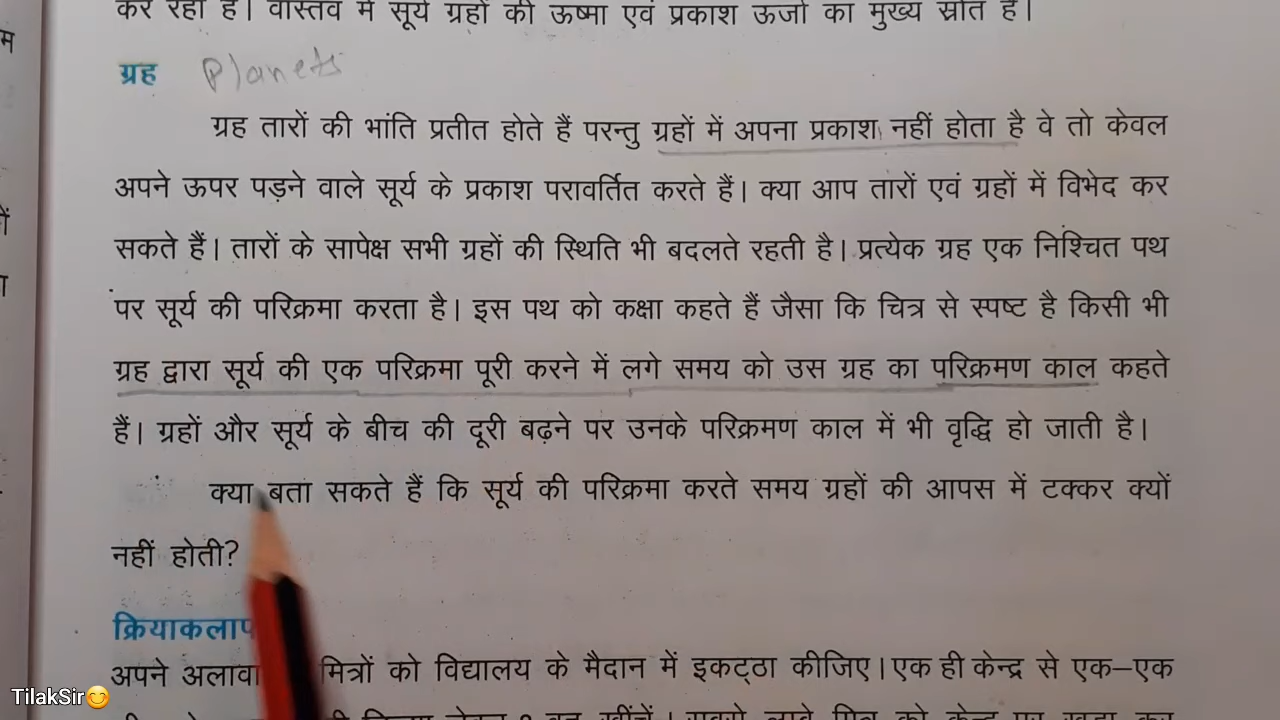 कर रहा है। वास्तव में सूर्य ग्रहों की ऊष्मा एवं प्रकाश ऊर्जा का मुख्य स्रोत है।
ग्रह Planets
ग्रह तारों की भांति प्रतीत होते हैं परन्तु ग्रहों में अपना प्रकाश नहीं होता है वे तो केवल
अपने ऊपर पड़ने वाले सूर्य के प्रकाश परावर्तित करते हैं। क्या आप तारों एवं ग्रहों में विभेद कर
सकते हैं। तारों के सापेक्ष सभी ग्रहों की स्थिति भी बदलते रहती है। प्रत्येक ग्रह एक निश्चित पथ
पर सूर्य की परिक्रमा करता है। इस पथ को कक्षा कहते हैं जैसा कि चित्र से स्पष्ट है किसी भी
ग्रह द्वारा सूर्य की एक परिक्रमा पूरी करने में लगे समय को उस ग्रह का परिक्रमण काल कहते
हैं। ग्रहों और सूर्य के बीच की दूरी बढ़ने पर उनके परिक्रमण काल में भी वृद्धि हो जाती है।
क्या बता सकते हैं कि सूर्य की परिक्रमा करते समय ग्रहों की आपस में टक्कर क्यों
नहीं होती?
क्रियाकलाप
अपने अलावा मित्रों को विद्यालय के मैदान में इकट्ठा कीजिए। एक ही केन्द्र से एक–एक
TilakSir😊